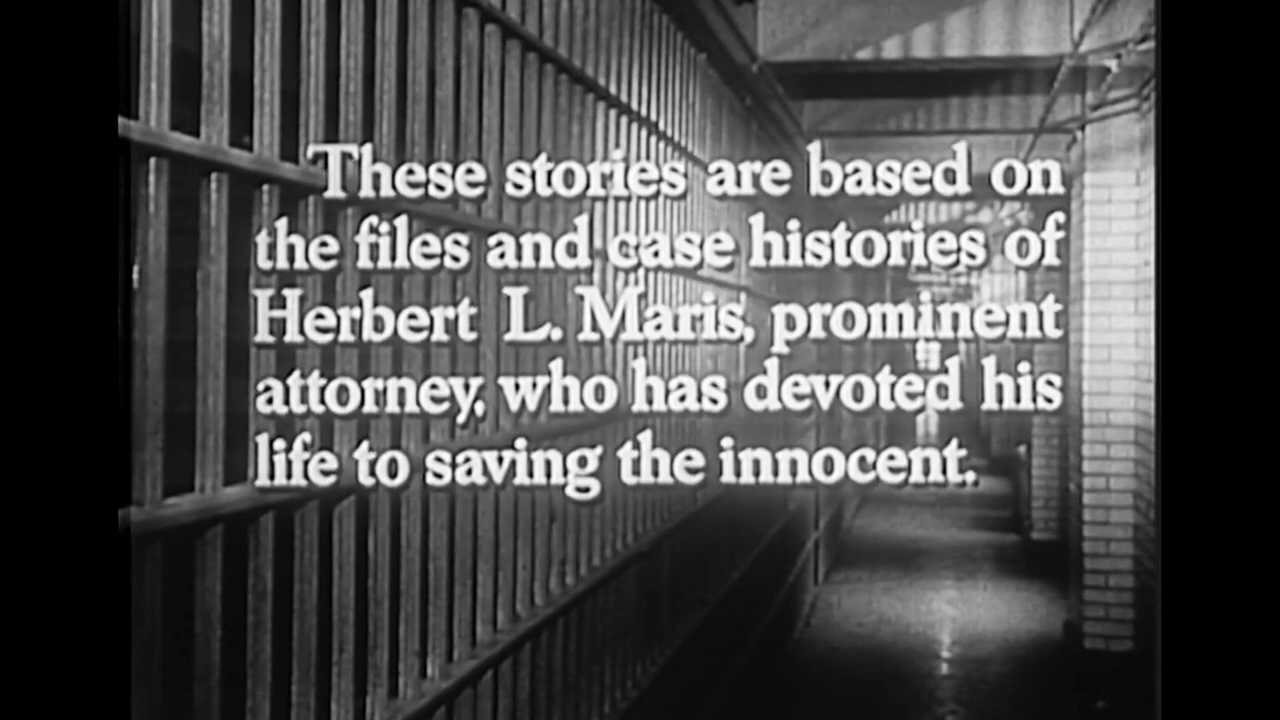 These stories are based on
the files and case histories of
Herbert L. Maris, prominent
attorney, who has devoted his
life to saving the innocent.